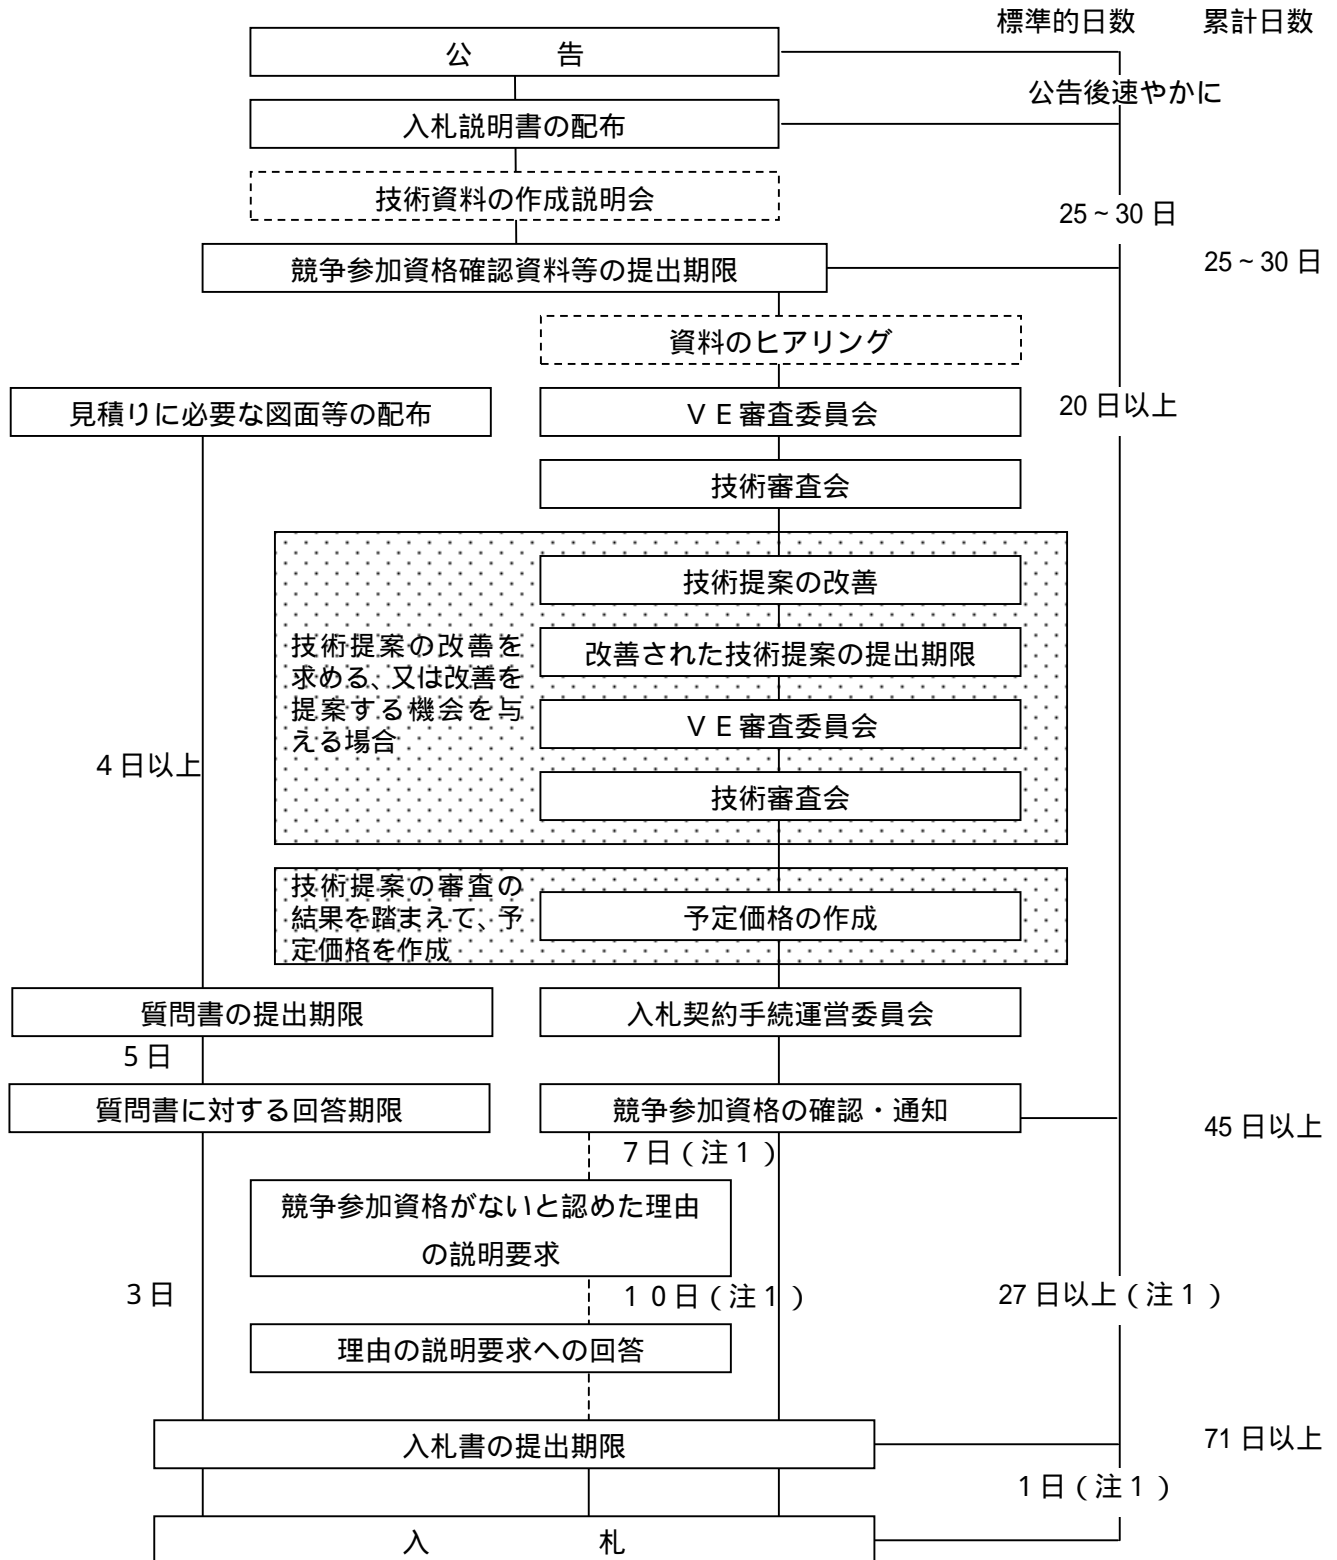 標準的日数 累計日数
公 告
公告後速やかに
入札説明書の配布
技術資料の作成説明会
25~30日
競争参加資格確認資料等の提出期限
25~30日
資料のヒアリング
見積りに必要な図面等の配布
VE審査委員会
20日以上
技術審査会
技術提案の改善
技術提案の改善を
求める、又は改善を
提案する機会を与
える場合
改善された技術提案の提出期限
VE審査委員会
4日以上
技術審査会
技術提案の審査の
結果を踏まえて、予
定価格を作成
予定価格の作成
質問書の提出期限
入札契約手続運営委員会
5日
質問書に対する回答期限
競争参加資格の確認・通知
45日以上
7日(注1)
競争参加資格がないと認めた理由
の説明要求
3日
10日(注1)
27日以上(注1)
理由の説明要求への回答
入札書の提出期限
71日以上
1日(注1)
入 札